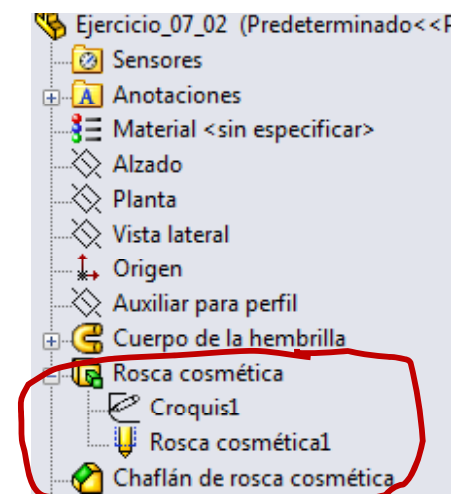 Ejercicio_07_02 (Predeterminado<<P
Sensores
A Anotaciones
Material <sin especificar>
Alzado
Planta
Vista lateral
Origen
Auxiliar para perfil
Cuerpo de la hembrilla
Rosca cosmética
Croquis1
Rosca cosmética1
Chaflán de rosca cosmética